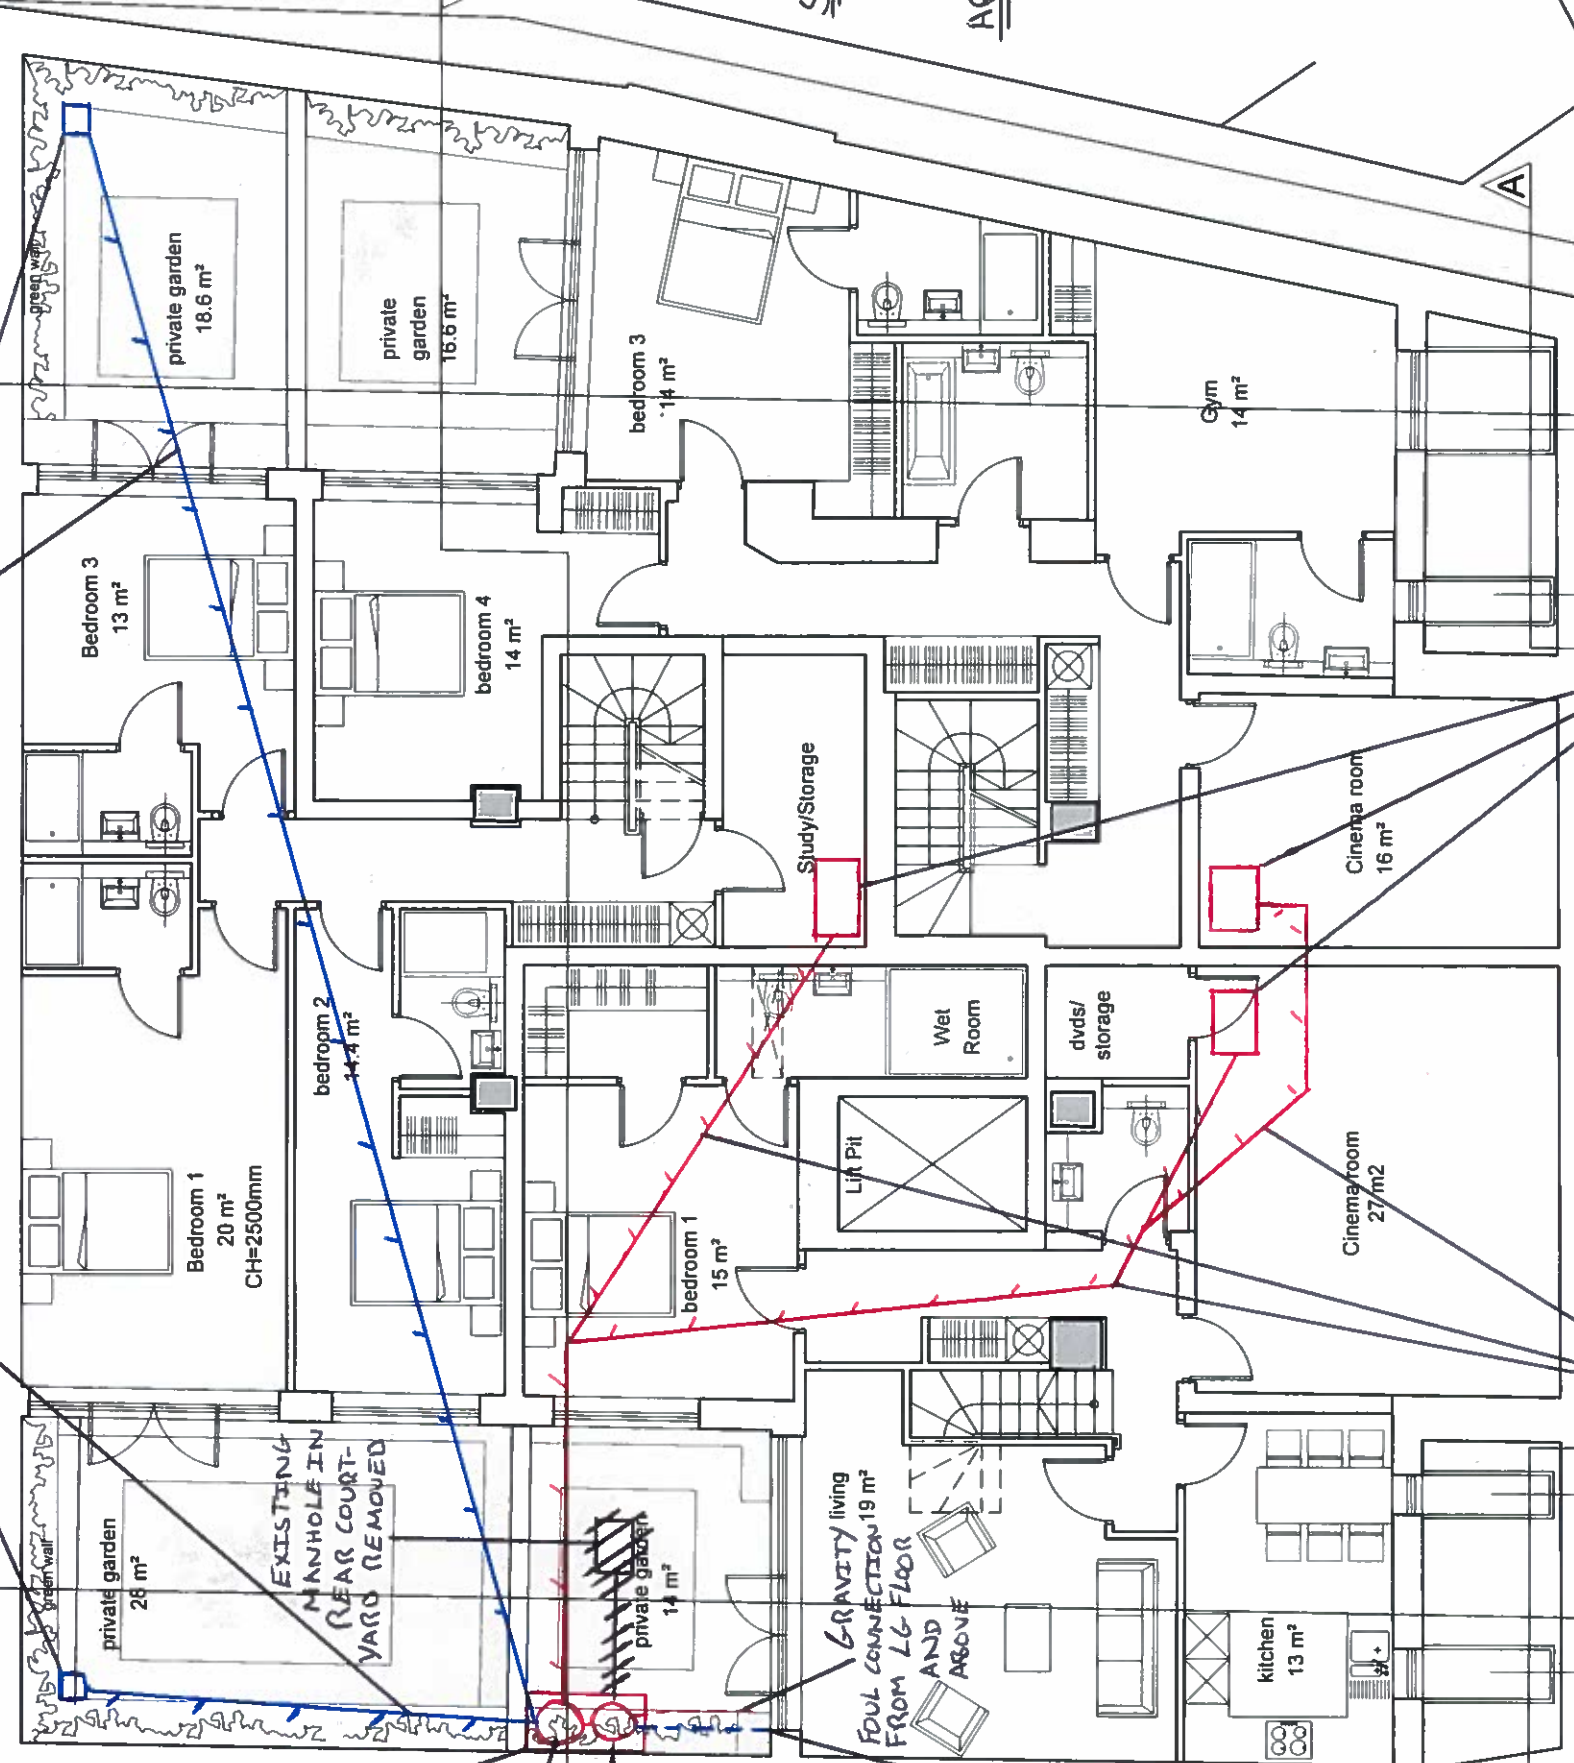 green wall
private garden
18.6 m²
private
garden
16.6 m²
bedroom 3
14 m²
A
Gym
14 m²
Bedroom 3
13 m²
bedroom 4
14 m²
Study/Storage
Cinema room
16 m²
bedroom 2
14.4 m²
Wet
Room
dvds/
storage
Lift Pit
Bedroom 1
20 m²
CH=2500mm
bedroom 1
15 m²
Cinema room
27 m2
green wall
private garden
28 m²
EXISTING
MANHOLE IN
REAR COURT-
YARD REMOVED
private garden
14 m²
living
19 m²
GRAVITY
FOUL CONNECTION
FROM LG FLOOR
AND
ABOVE
kitchen
13 m²